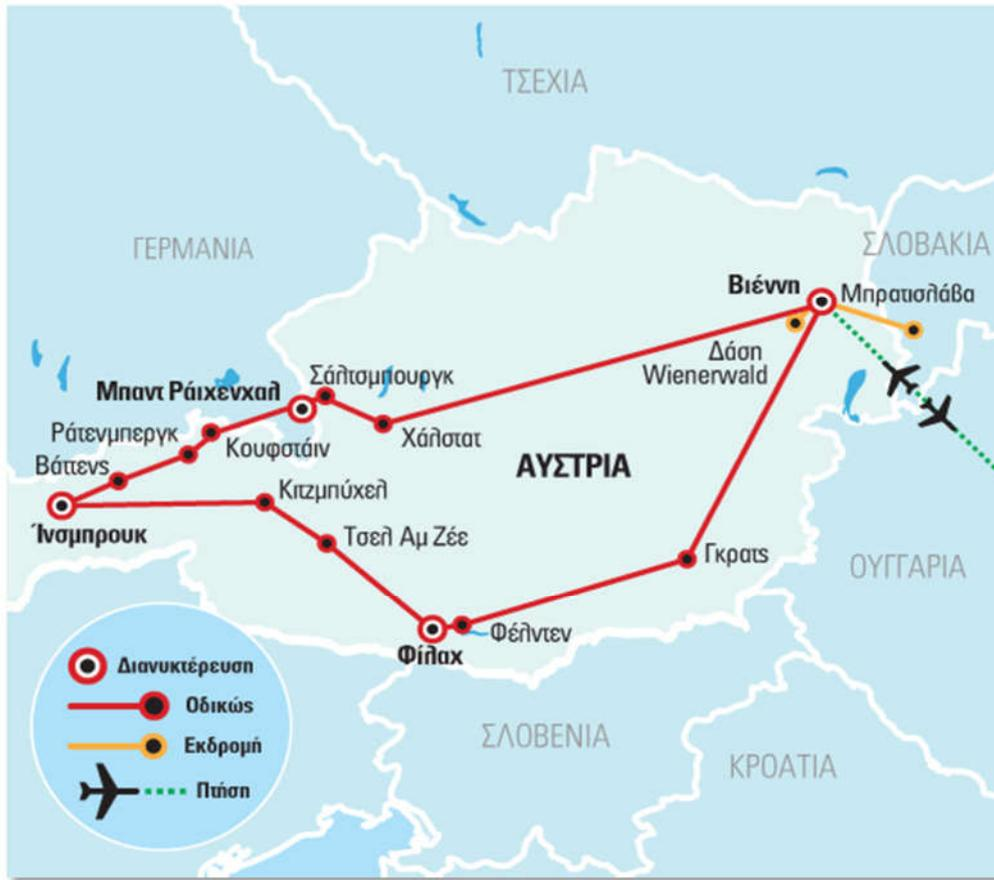 ΤΣΕΧΙΑ
ΓΕΡΜΑΝΙΑ
ΣΛΟΒΑΚΙΑ
Βιέννη
Μπρατισλάβα
Δάση
Wienerwald
Σάλτσμπουργκ
Μπαντ Ράιχενχαλ
Χάλστατ
Ράτενμπεργκ
Κουφστάιν
Βάττενς
ΑΥΣΤΡΙΑ
Κιτζμπύχελ
Ίνσμπρουκ
Τσελ Αμ Ζέε
Γκρατς
ΟΥΓΓΑΡΙΑ
Φέλντεν
Φίλαχ
ΣΛΟΒΕΝΙΑ
ΚΡΟΑΤΙΑ
Διανυκτέρευση
Οδικώς
Εκδρομή
Πτήση